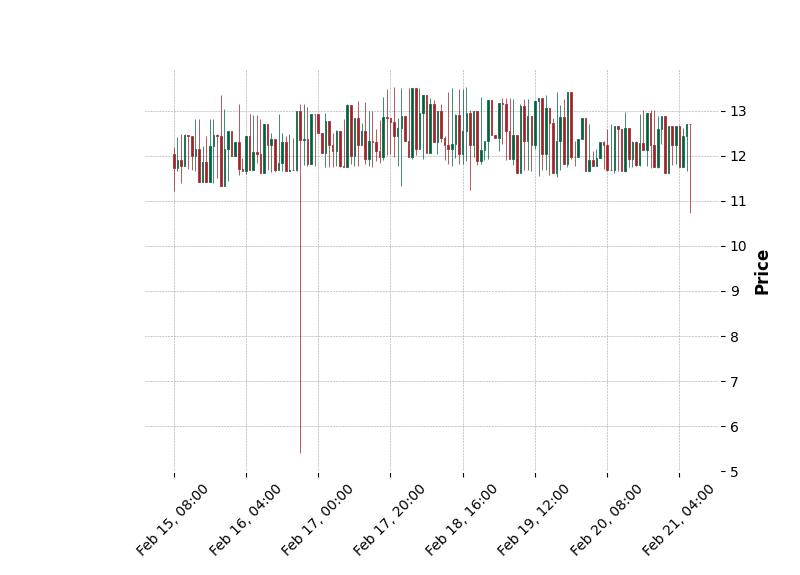 13
12
11
10
9
8
7
6
5
Price
Feb 15, 08:00
Feb 16, 04:00
Feb 17, 00:00
Feb 17, 20:00
Feb 18, 16:00
Feb 19, 12:00
Feb 20, 08:00
Feb 21, 04:00